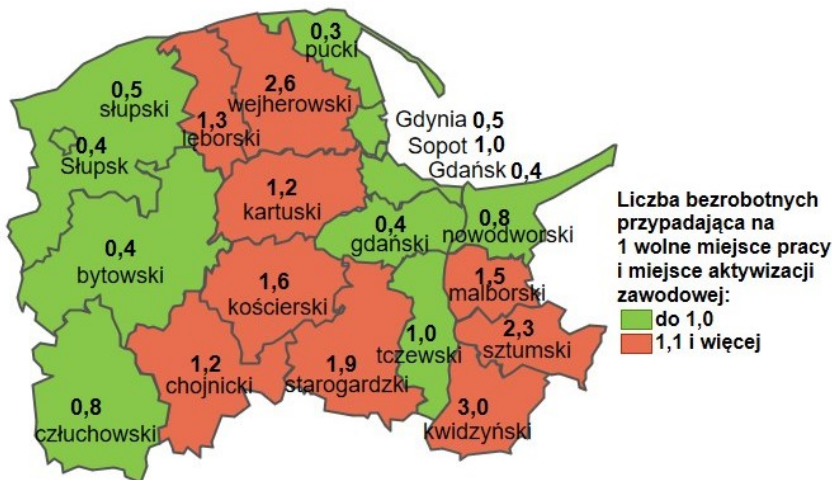 0,3
pucki
0,5
słupski
2,6
wejherowski
1,3
lęborski
Gdynia 0,5
Sopot 1,0
Gdańsk 0,4
0,4
Słupsk
1,2
kartuski
0,4
gdański
0,8
nowodworski
0,4
bytowski
1,6
kościerski
1,5
malborski
1,0
tczewski
2,3
sztumski
1,2
chojnicki
1,9
starogardzki
0,8
człuchowski
3,0
kwidzyński
Liczba bezrobotnych
przypadająca na
1 wolne miejsce pracy
i miejsce aktywizacji
zawodowej:
do 1,0
1,1 i więcej